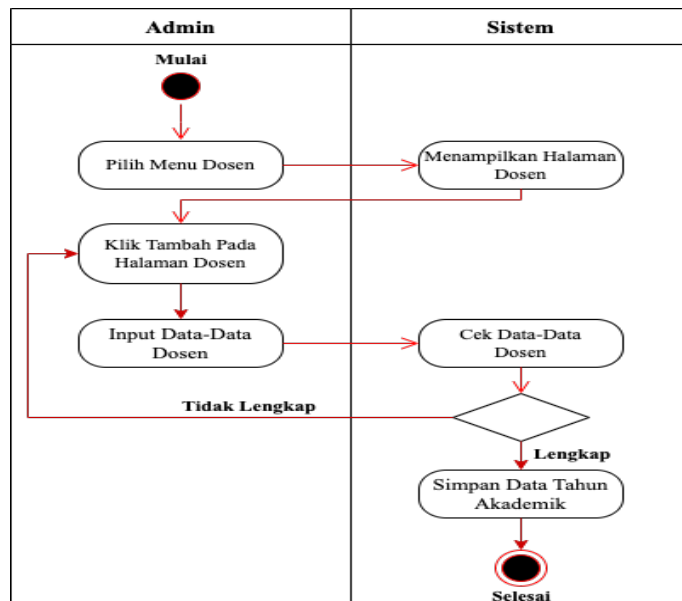 Admin
Sistem
Mulai
Pilih Menu Dosen
Menampilkan Halaman
Dosen
Klik Tambah Pada
Halaman Dosen
Input Data-Data
Dosen
Cek Data-Data
Dosen
Tidak Lengkap
Lengkap
Simpan Data Tahun
Akademik
Selesai